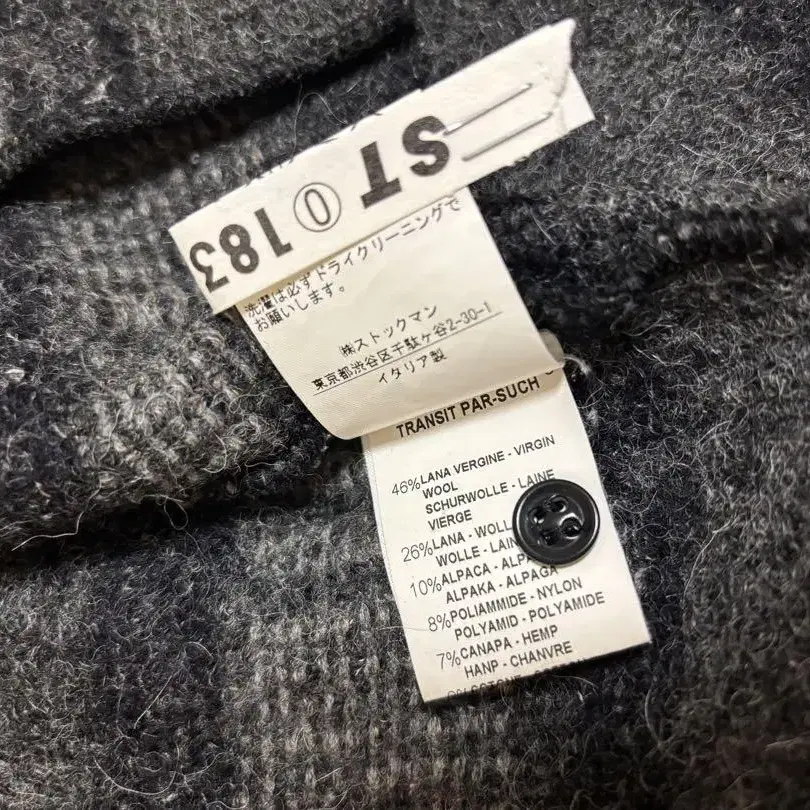 ST 0 183
洗濯は必ずドライクリーニングで
お願いします。
㈱ストックマン
東京都渋谷区千駄ケ谷2-30-1
イタリア製
TRANSIT PAR-SUCH
46% LANA VERGINE - VIRGIN
WOOL
SCHURWOLLE - LAINE
VIERGE
26% LANA - WOLL
WOLLE - LAIN
10% ALPACA - ALPA
ALPAKA - ALPAGA
8% POLIAMMIDE - NYLON
POLYAMID - POLYAMIDE
7% CANAPA - HEMP
HANF - CHANVRE